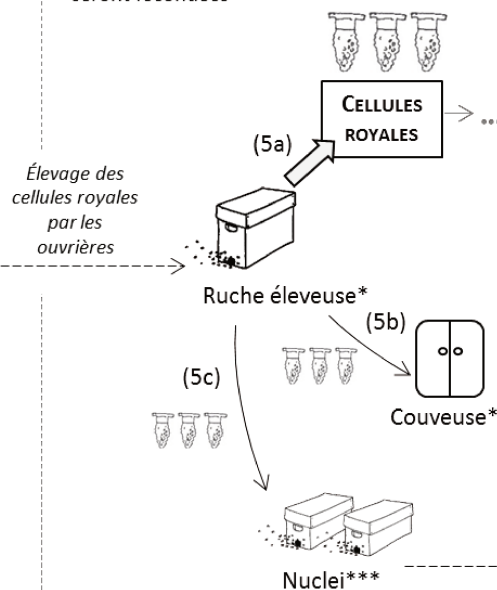 CELLULES
ROYALES
...
(5a)
Élevage des
cellules royales
par les
ouvrières
Ruche éleveuse*
(5b)
(5c)
Couveuse*
Nuclei***